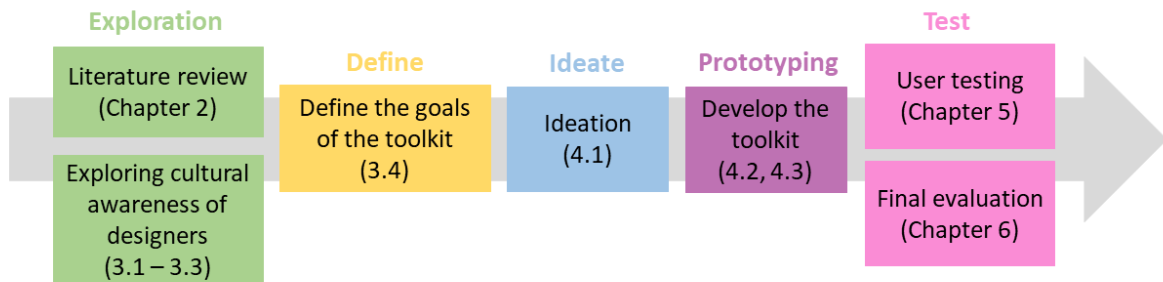 Exploration
Literature review
(Chapter 2)
Exploring cultural
awareness of
designers
(3.1 – 3.3)
Define
Define the goals
of the toolkit
(3.4)
Ideate
Ideation
(4.1)
Prototyping
Develop the
toolkit
(4.2, 4.3)
Test
User testing
(Chapter 5)
Final evaluation
(Chapter 6)